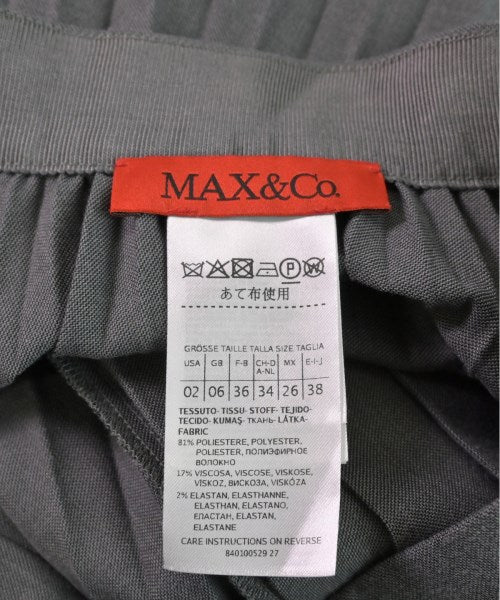 MAX&Co.
P W
あて布使用
GRÖSSE TAILLE TALLA SIZE TAGLIA
USA GB F-B CH-D A-NL MX E-I-J
02 06 36 34 26 38
TESSUTO- TISSU- STOFF- TEJIDO-
TECIDO- KUMAŞ- ТКАНЬ- LÁTKA-
FABRIC
81% POLIESTERE, POLYESTER,
POLIESTER, ПОЛИЭФИРНОЕ
ВОЛОКНО
17% VISCOSA, VISCOSE, VISKOSE,
VİSKOZ, ВИСКОЗА, VISKÓZA
2% ELASTAN, ELASTHANNE,
ELASTHAN, ELASTANO,
ЕЛАСТАН, ELASTAN,
ELASTANE
CARE INSTRUCTIONS ON REVERSE
840100529 27